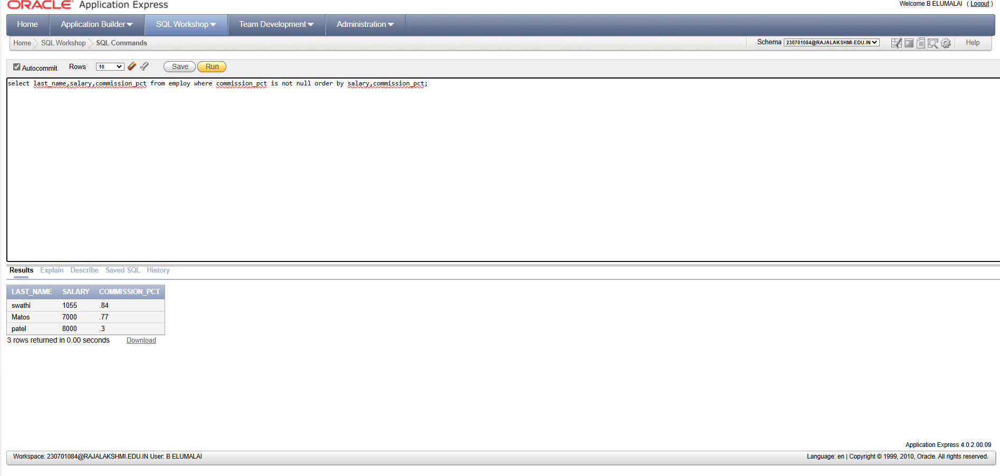 ORACLE Application Express
Welcome B ELUMALAI ( Logout )
Home Application Builder SQL Workshop Team Development Administration
Home SQL Workshop SQL Commands
Schema 230701084@RAJALAKSHMI.EDU.IN Help
Autocommit Rows 10 Save Run
select last_name,salary,commission_pct from employ where commission_pct is not null order by salary,commission_pct;
Results Explain Describe Saved SQL History
LAST_NAME SALARY COMMISSION_PCT
swathi 1055 .84
Matos 7000 .77
patel 8000 .3
3 rows returned in 0.00 seconds Download
Application Express 4.0.2.00.09
Workspace: 230701084@RAJALAKSHMI.EDU.IN User: B ELUMALAI
Language: en | Copyright © 1999, 2010, Oracle. All rights reserved.